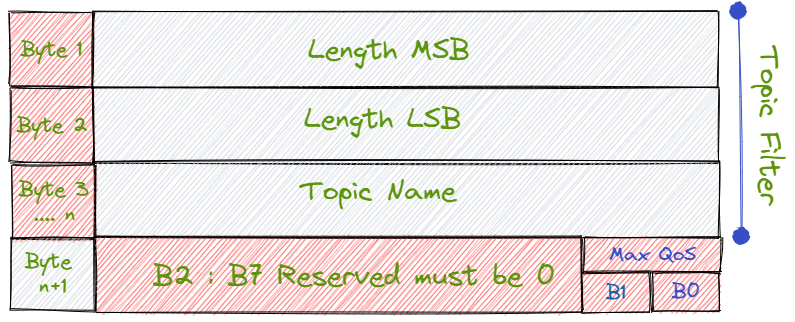 Byte 1
Length MSB
Byte 2
Length LSB
Byte 3
.... n
Topic Name
Topic Filter
Byte
n+1
B2 : B7 Reserved must be 0
Max QoS
B1
B0